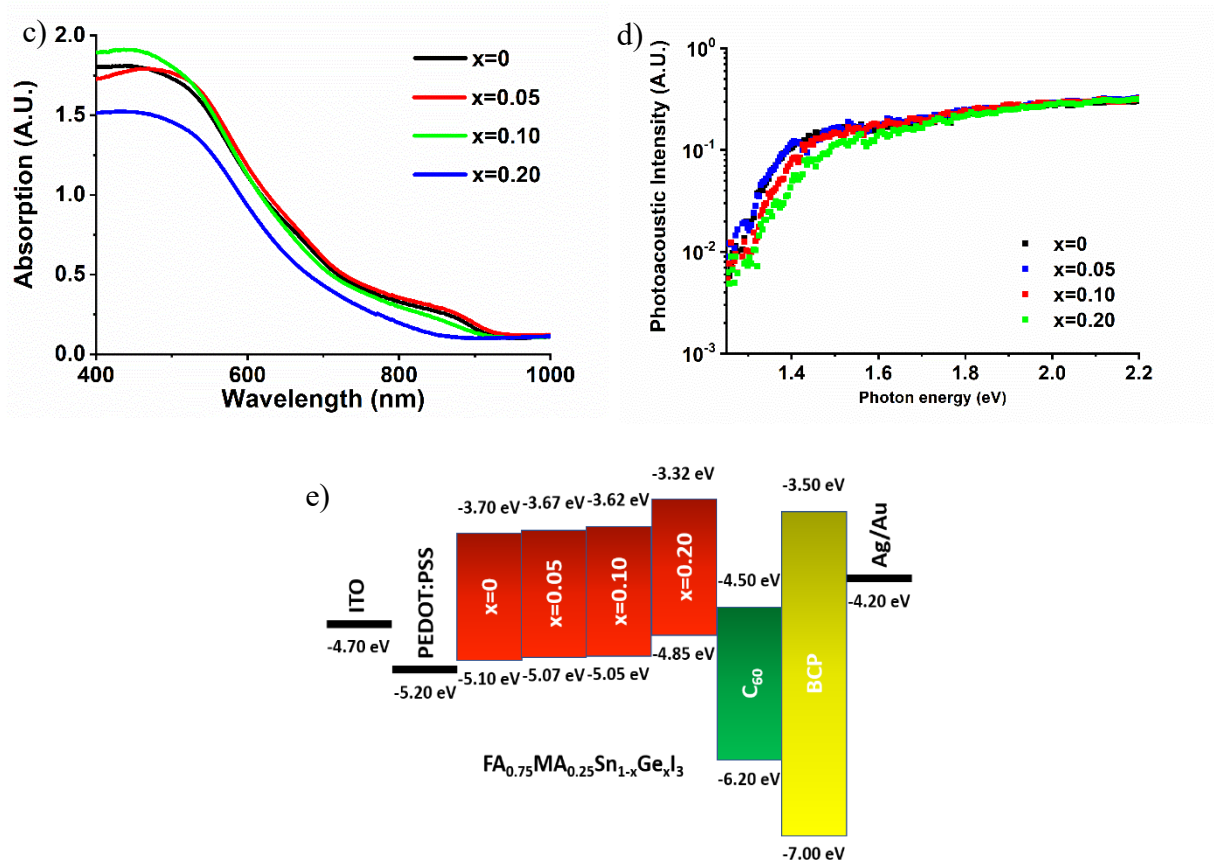 c)
2.0
1.5
1.0
0.5
0.0
400
600
800
1000
Absorption (A.U.)
Wavelength (nm)
x=0
x=0.05
x=0.10
x=0.20
d)
10⁰
10⁻¹
10⁻²
10⁻³
1.4
1.6
1.8
2.0
2.2
Photoacoustic Intensity (A.U.)
Photon energy (eV)
x=0
x=0.05
x=0.10
x=0.20
e)
ITO
-4.70 eV
PEDOT:PSS
-5.20 eV
-3.70 eV
x=0
-5.10 eV
-3.67 eV
x=0.05
-5.07 eV
-3.62 eV
x=0.10
-5.05 eV
-3.32 eV
x=0.20
-4.85 eV
-4.50 eV
C₆₀
-6.20 eV
-3.50 eV
BCP
-7.00 eV
Ag/Au
-4.20 eV
FA₀.₇₅MA₀.₂₅Sn₁₋ₓGeₓI₃